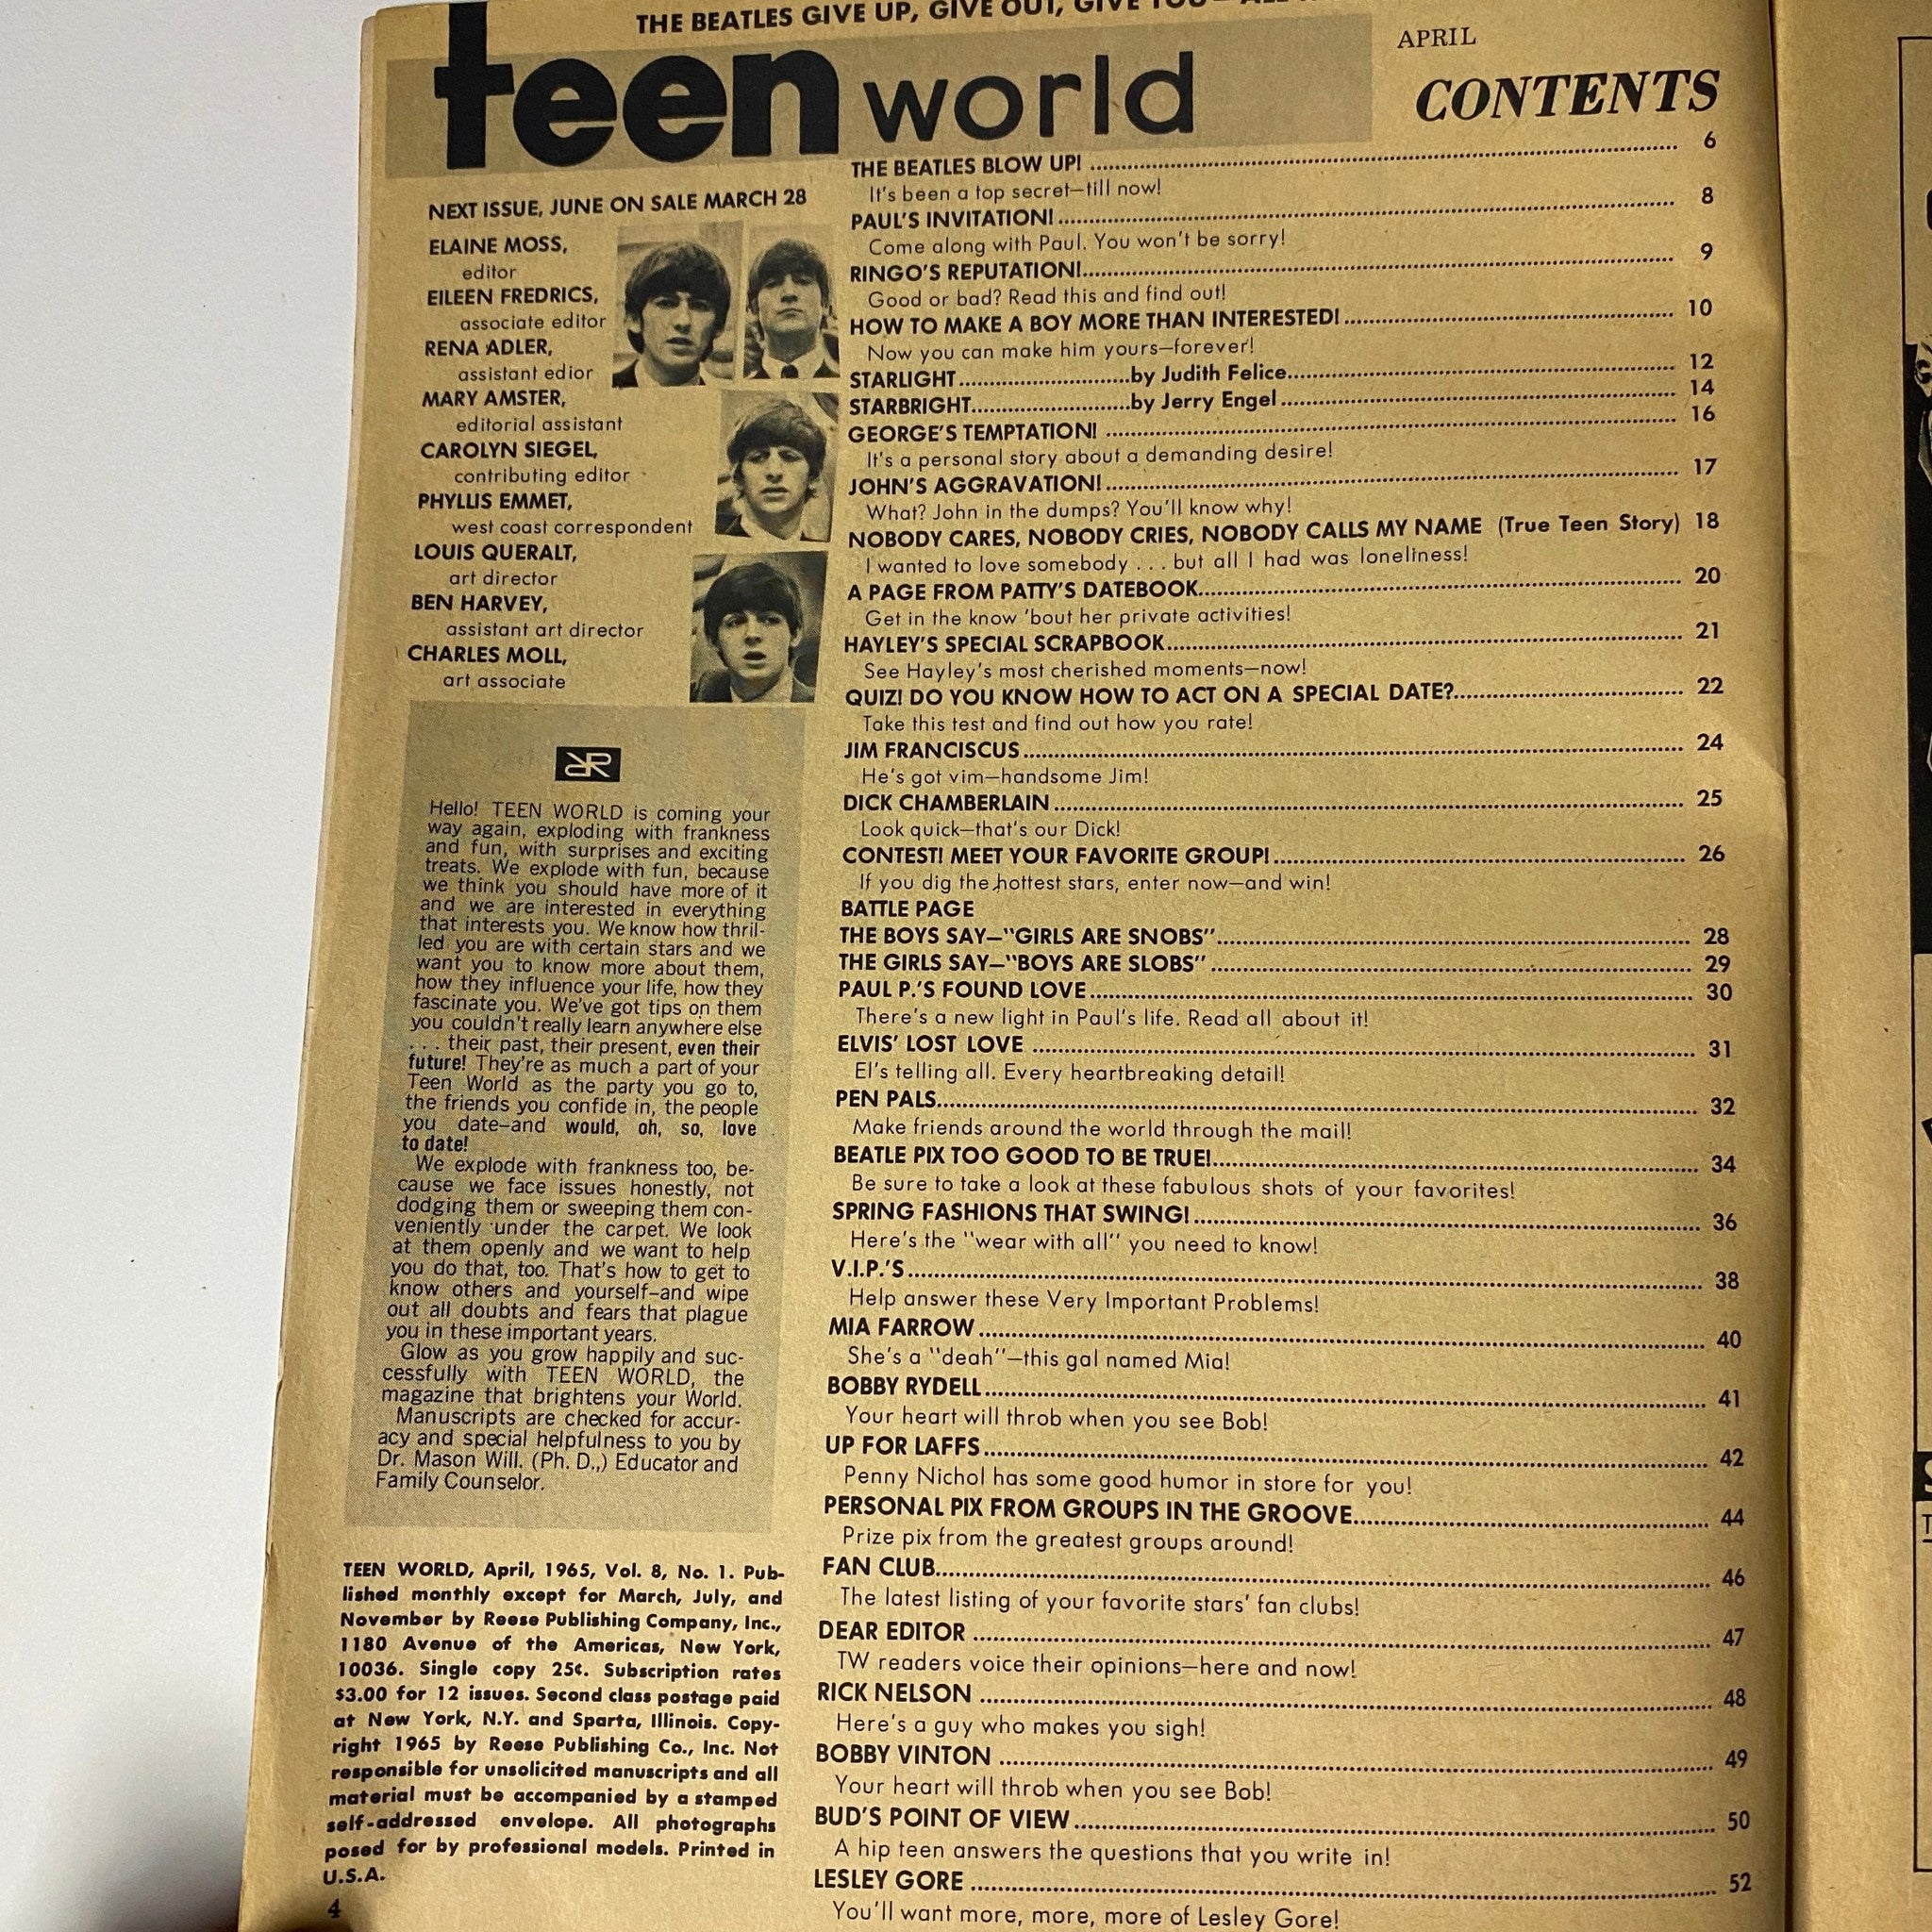 THE BEATLES GIVE UP, GIVE OUT, GIVE YOU
teen world
APRIL
CONTENTS
NEXT ISSUE, JUNE ON SALE MARCH 28
ELAINE MOSS,
editor
EILEEN FREDRICS,
associate editor
RENA ADLER,
assistant edior
MARY AMSTER,
editorial assistant
CAROLYN SIEGEL,
contributing editor
PHYLLIS EMMET,
west coast correspondent
LOUIS QUERALT,
art director
BEN HARVEY,
assistant art director
CHARLES MOLL,
art associate
Hello! TEEN WORLD is coming your
way again, exploding with frankness
and fun, with surprises and exciting
treats. We explode with fun, because
we think you should have more of it
and we are interested in everything
that interests you. We know how thril-
led you are with certain stars and we
want you to know more about them,
how they influence your life, how they
fascinate you. We've got tips on them
you couldn't really learn anywhere else
. . . their past, their present, even their
future! They're as much a part of your
Teen World as the party you go to,
the friends you confide in, the people
you date—and would, oh, so, love
to date!
We explode with frankness too, be-
cause we face issues honestly, not
dodging them or sweeping them con-
veniently under the carpet. We look
at them openly and we want to help
you do that, too. That's how to get to
know others and yourself—and wipe
out all doubts and fears that plague
you in these important years.
Glow as you grow happily and suc-
cessfully with TEEN WORLD, the
magazine that brightens your World.
Manuscripts are checked for accur-
acy and special helpfulness to you by
Dr. Mason Will. (Ph. D.,) Educator and
Family Counselor.
TEEN WORLD, April, 1965, Vol. 8, No. 1. Pub-
lished monthly except for March, July, and
November by Reese Publishing Company, Inc.,
1180 Avenue of the Americas, New York,
10036. Single copy 25¢. Subscription rates
$3.00 for 12 issues. Second class postage paid
at New York, N.Y. and Sparta, Illinois. Copy-
right 1965 by Reese Publishing Co., Inc. Not
responsible for unsolicited manuscripts and all
material must be accompanied by a stamped
self-addressed envelope. All photographs
posed for by professional models. Printed in
U.S.A.
4
THE BEATLES BLOW UP! 6
It's been a top secret—till now!
PAUL'S INVITATION! 8
Come along with Paul. You won't be sorry!
RINGO'S REPUTATION! 9
Good or bad? Read this and find out!
HOW TO MAKE A BOY MORE THAN INTERESTED! 10
Now you can make him yours—forever!
STARLIGHT by Judith Felice 12
STARBRIGHT by Jerry Engel 14
GEORGE'S TEMPTATION! 16
It's a personal story about a demanding desire!
JOHN'S AGGRAVATION! 17
What? John in the dumps? You'll know why!
NOBODY CARES, NOBODY CRIES, NOBODY CALLS MY NAME (True Teen Story) 18
I wanted to love somebody . . . but all I had was loneliness!
A PAGE FROM PATTY'S DATEBOOK 20
Get in the know 'bout her private activities!
HAYLEY'S SPECIAL SCRAPBOOK 21
See Hayley's most cherished moments—now!
QUIZ! DO YOU KNOW HOW TO ACT ON A SPECIAL DATE? 22
Take this test and find out how you rate!
JIM FRANCISCUS 24
He's got vim—handsome Jim!
DICK CHAMBERLAIN 25
Look quick—that's our Dick!
CONTEST! MEET YOUR FAVORITE GROUP! 26
If you dig the hottest stars, enter now—and win!
BATTLE PAGE
THE BOYS SAY—"GIRLS ARE SNOBS" 28
THE GIRLS SAY—"BOYS ARE SLOBS" 29
PAUL P.'S FOUND LOVE 30
There's a new light in Paul's life. Read all about it!
ELVIS' LOST LOVE 31
El's telling all. Every heartbreaking detail!
PEN PALS 32
Make friends around the world through the mail!
BEATLE PIX TOO GOOD TO BE TRUE! 34
Be sure to take a look at these fabulous shots of your favorites!
SPRING FASHIONS THAT SWING! 36
Here's the "wear with all" you need to know!
V.I.P.'S 38
Help answer these Very Important Problems!
MIA FARROW 40
She's a "deah"—this gal named Mia!
BOBBY RYDELL 41
Your heart will throb when you see Bob!
UP FOR LAFFS 42
Penny Nichol has some good humor in store for you!
PERSONAL PIX FROM GROUPS IN THE GROOVE 44
Prize pix from the greatest groups around!
FAN CLUB 46
The latest listing of your favorite stars' fan clubs!
DEAR EDITOR 47
TW readers voice their opinions—here and now!
RICK NELSON 48
Here's a guy who makes you sigh!
BOBBY VINTON 49
Your heart will throb when you see Bob!
BUD'S POINT OF VIEW 50
A hip teen answers the questions that you write in!
LESLEY GORE 52
You'll want more, more, more of Lesley Gore!